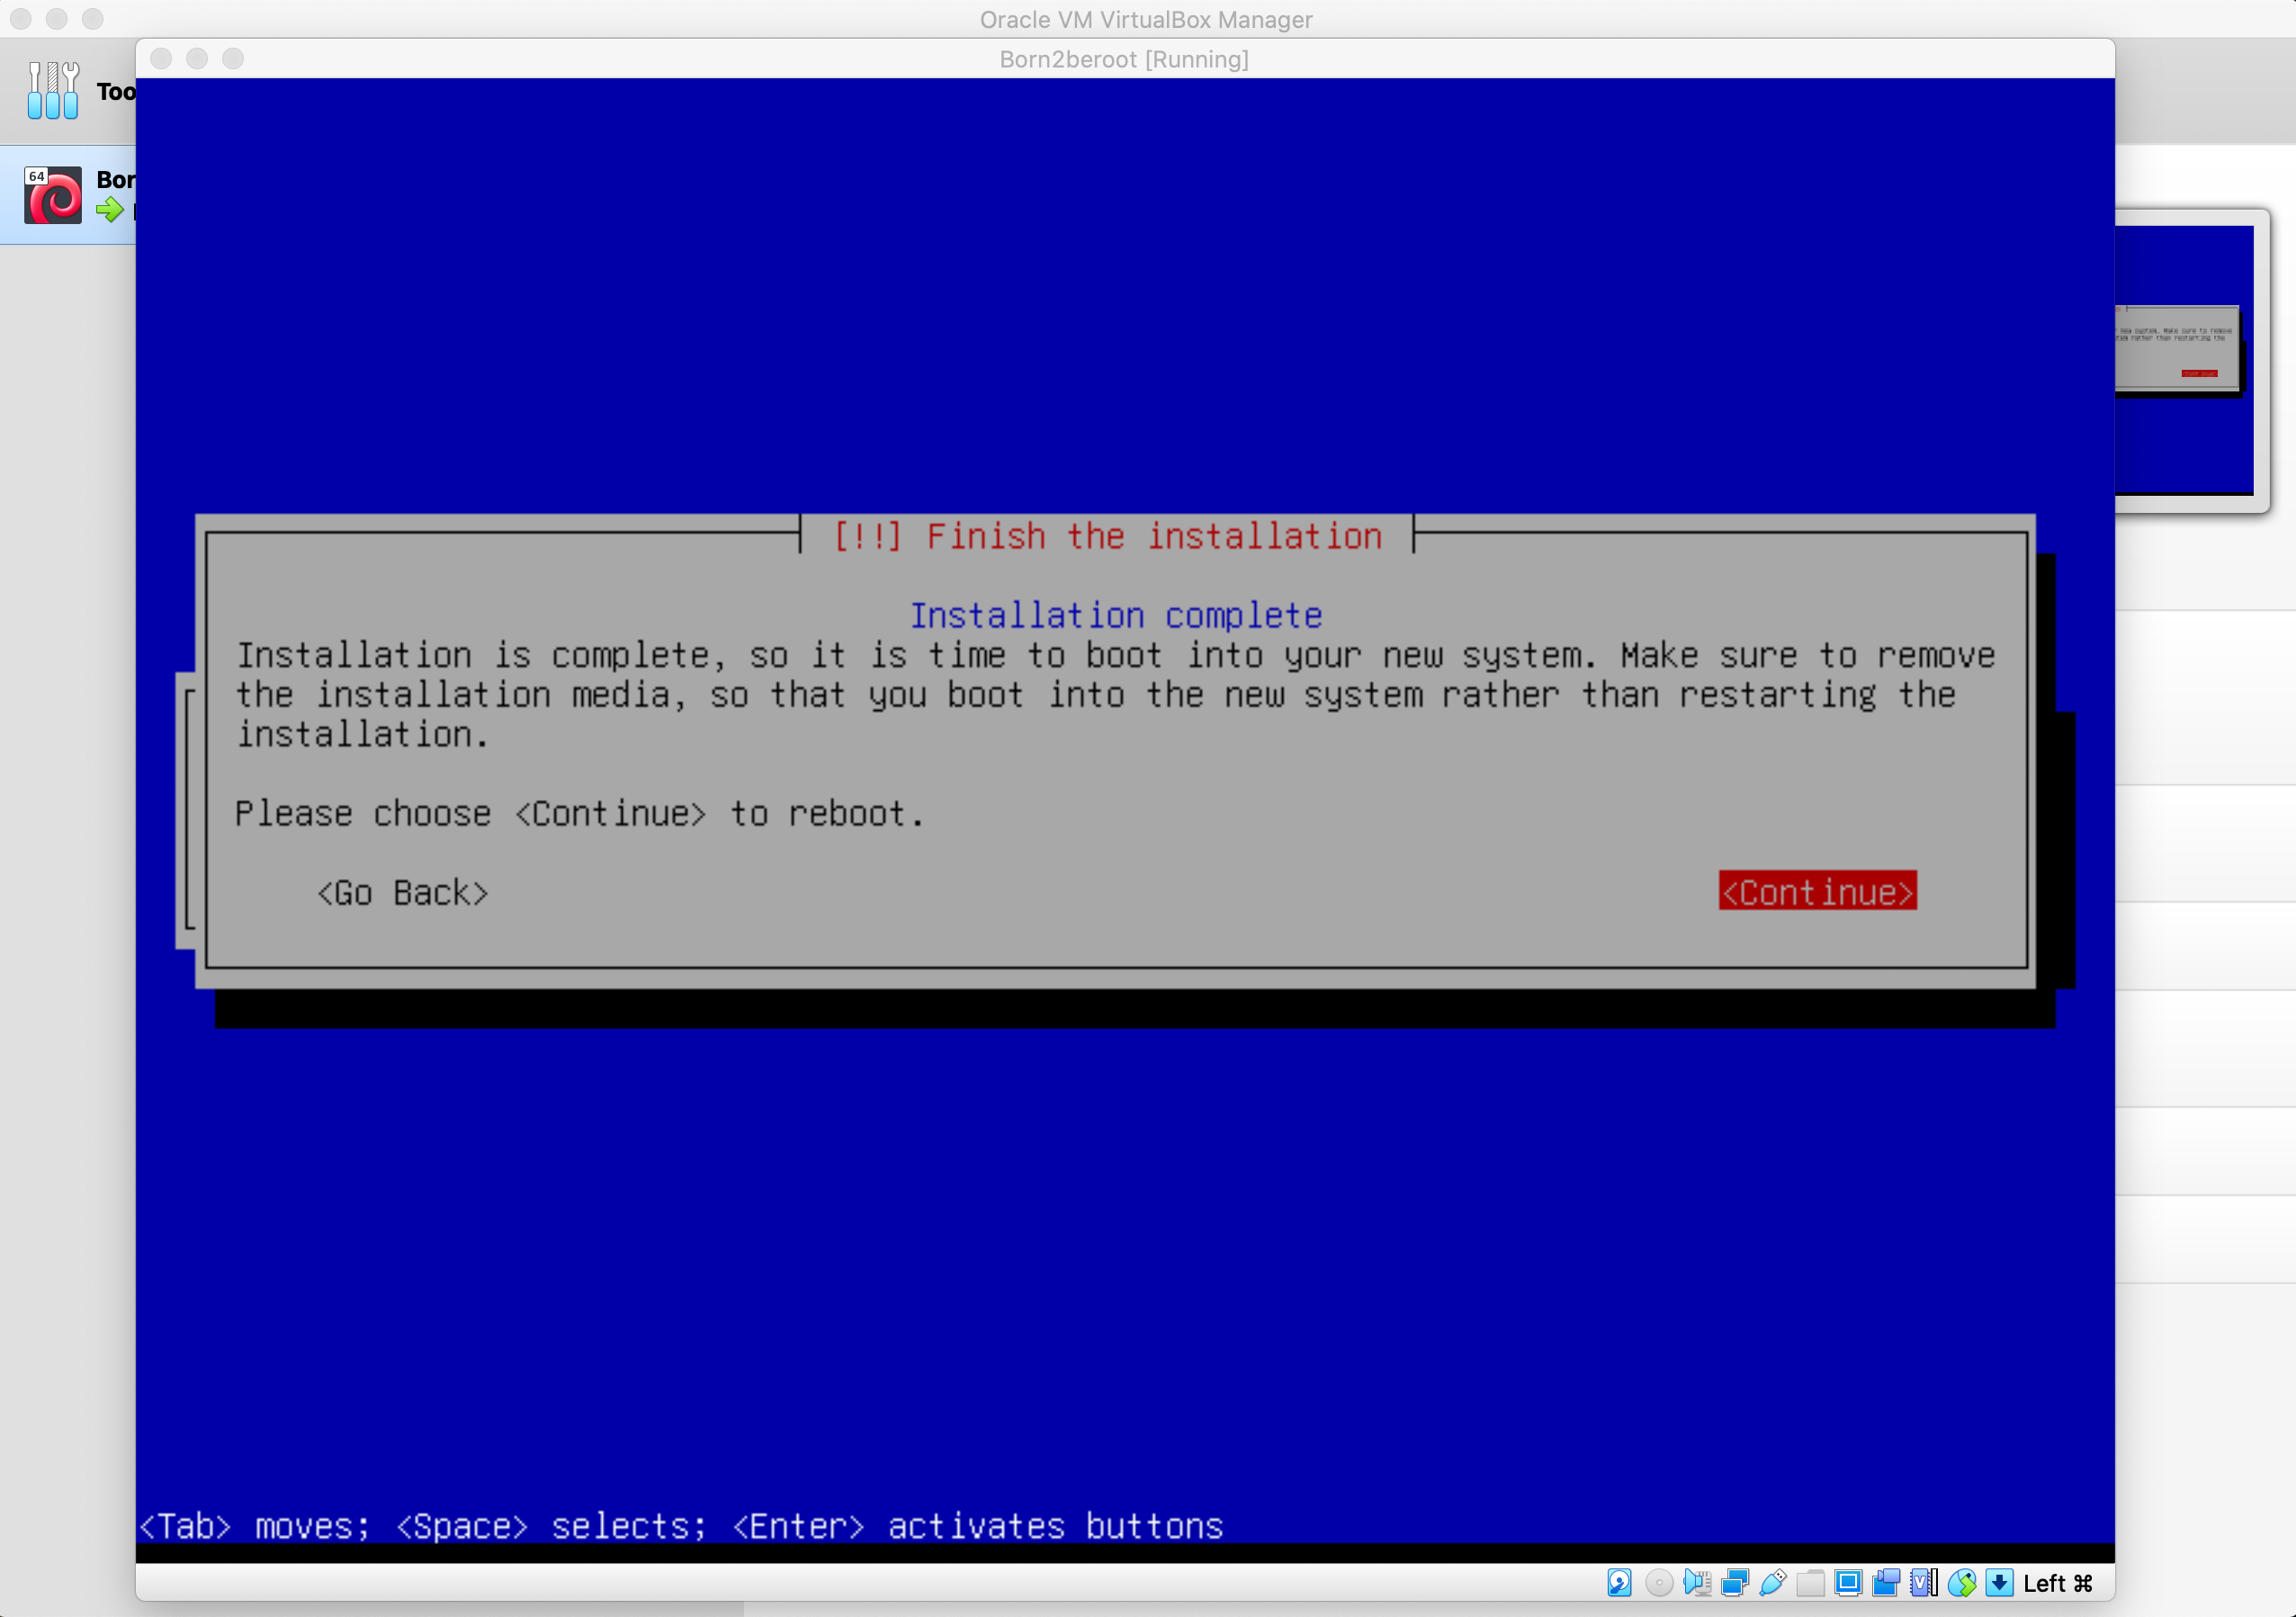 Oracle VM VirtualBox Manager
Born2beroot [Running]
Too
64
Bor
[!!] Finish the installation
Installation complete
Installation is complete, so it is time to boot into your new system. Make sure to remove
the installation media, so that you boot into the new system rather than restarting the
installation.
Please choose <Continue> to reboot.
<Go Back>
<Continue>
<Tab> moves; <Space> selects; <Enter> activates buttons
Left ⌘